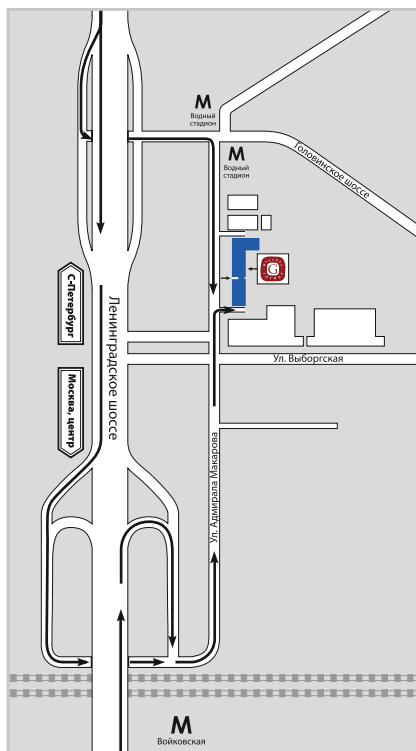 М
Водный
стадион
М
Водный
стадион
Головинское шоссе
G
С-Петербург
Ленинградское шоссе
Москва, центр
Ул. Выборгская
Ул. Адмирала Макарова
М
Войковская